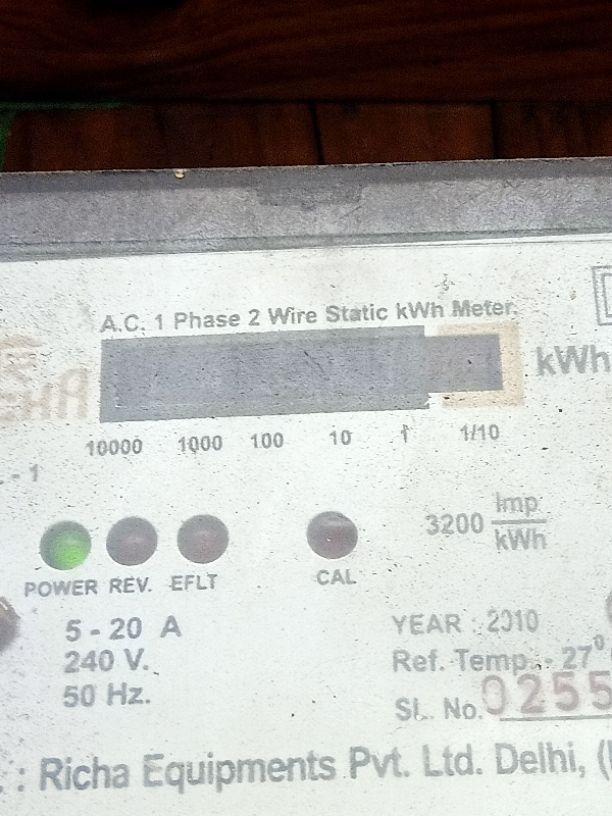 A.C. 1 Phase 2 Wire Static kWh Meter.
kWh
10000 1000 100 10 1 1/10
- 1
3200 Imp
kWh
POWER REV. EFLT CAL
5 - 20 A
240 V.
50 Hz.
YEAR : 2010
Ref. Temp. - 27°
SL. No. 0255
: Richa Equipments Pvt. Ltd. Delhi, (